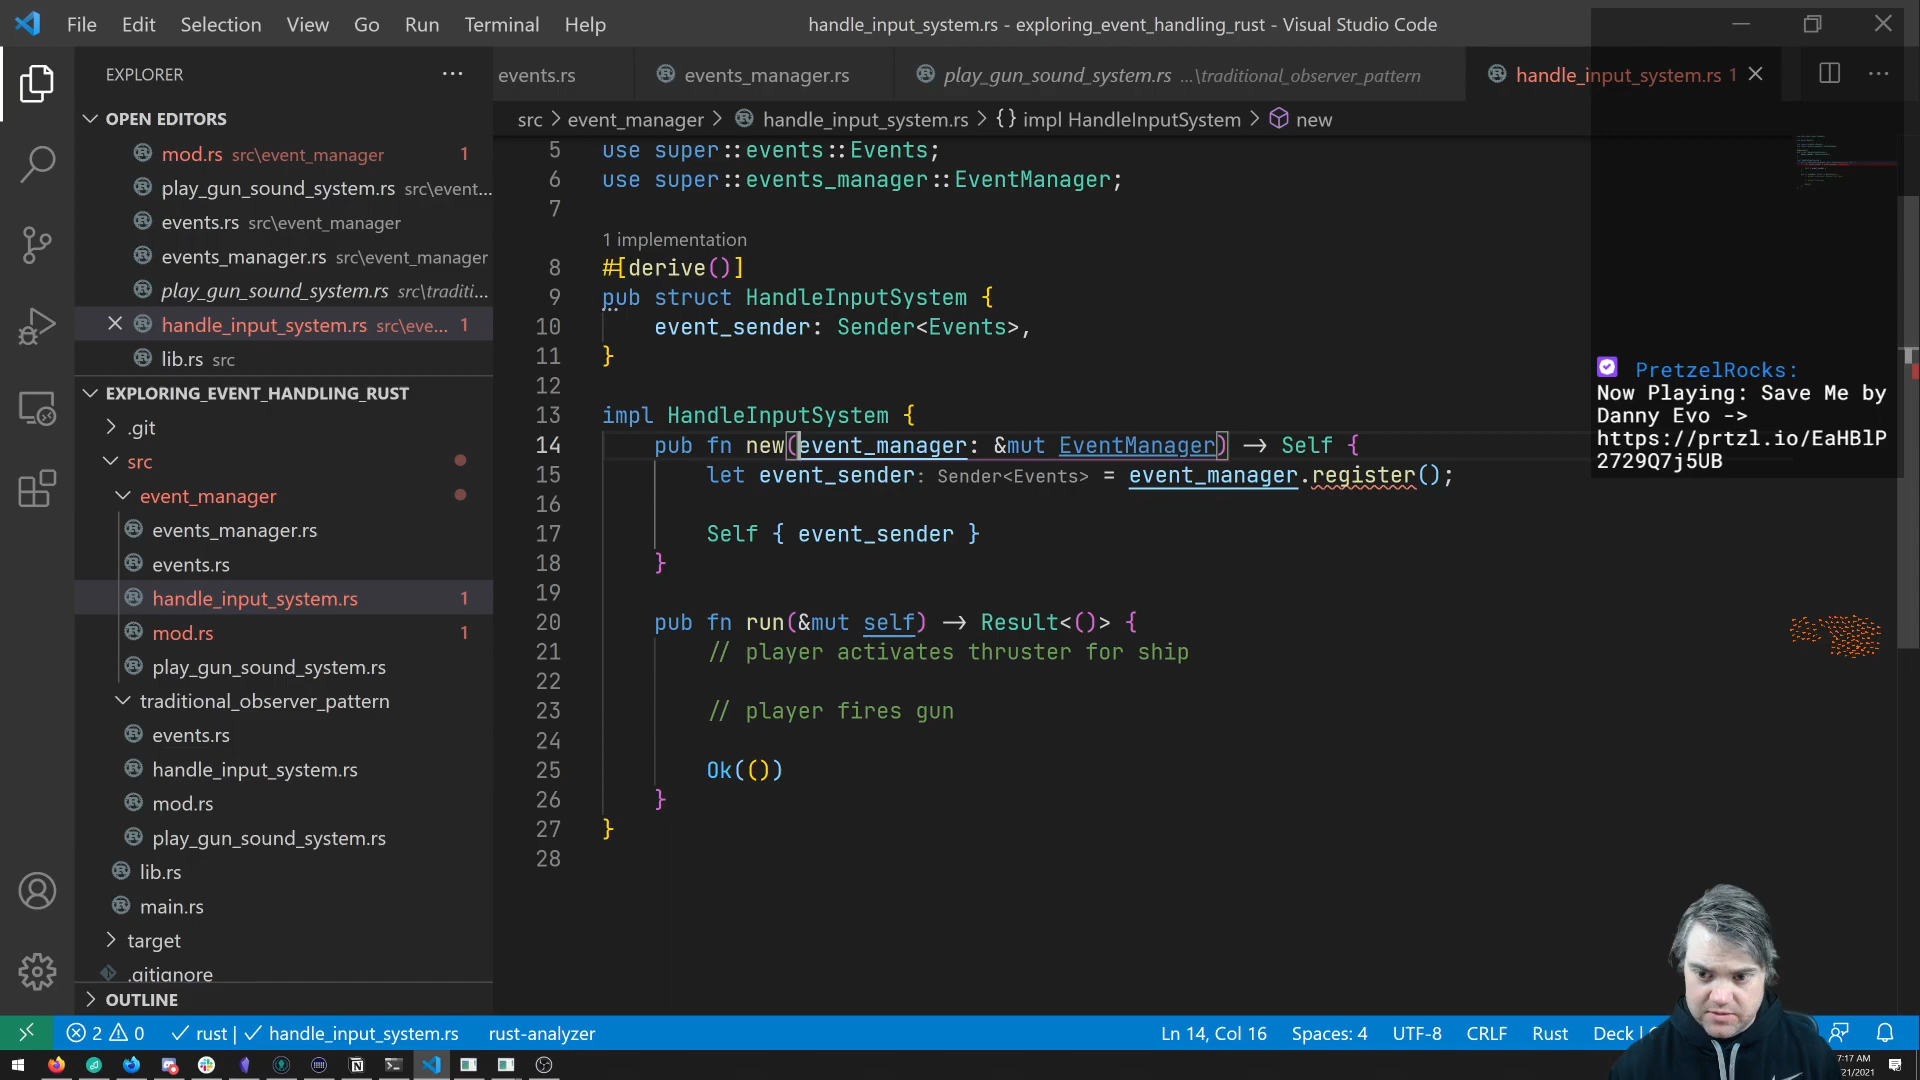 File Edit Selection View Go Run Terminal Help
handle_input_system.rs - exploring_event_handling_rust - Visual Studio Code
EXPLORER
OPEN EDITORS
mod.rs src\event_manager 1
play_gun_sound_system.rs src\event...
events.rs src\event_manager
events_manager.rs src\event_manager
play_gun_sound_system.rs src\traditi...
handle_input_system.rs src\eve... 1
lib.rs src
EXPLORING_EVENT_HANDLING_RUST
.git
src
event_manager
events_manager.rs
events.rs
handle_input_system.rs 1
mod.rs 1
play_gun_sound_system.rs
traditional_observer_pattern
events.rs
handle_input_system.rs
mod.rs
play_gun_sound_system.rs
lib.rs
main.rs
target
.gitignore
OUTLINE
events.rs events_manager.rs play_gun_sound_system.rs ...\traditional_observer_pattern handle_input_system.rs 1
src > event_manager > handle_input_system.rs > {} impl HandleInputSystem > new
5 use super::events::Events;
6 use super::events_manager::EventManager;
7
1 implementation
8 #[derive()]
9 pub struct HandleInputSystem {
10 event_sender: Sender<Events>,
11 }
12
13 impl HandleInputSystem {
14 pub fn new(event_manager: &mut EventManager) → Self {
15 let event_sender: Sender<Events> = event_manager.register();
16
17 Self { event_sender }
18 }
19
20 pub fn run(&mut self) → Result<()> {
21 // player activates thruster for ship
22
23 // player fires gun
24
25 Ok(())
26 }
27 }
28
PretzelRocks:
Now Playing: Save Me by
Danny Evo ->
https://prtzl.io/EaHBlP
2729Q7j5UB
2 0 rust | handle_input_system.rs rust-analyzer
Ln 14, Col 16 Spaces: 4 UTF-8 CRLF Rust Deck
7:17 AM
21/2021